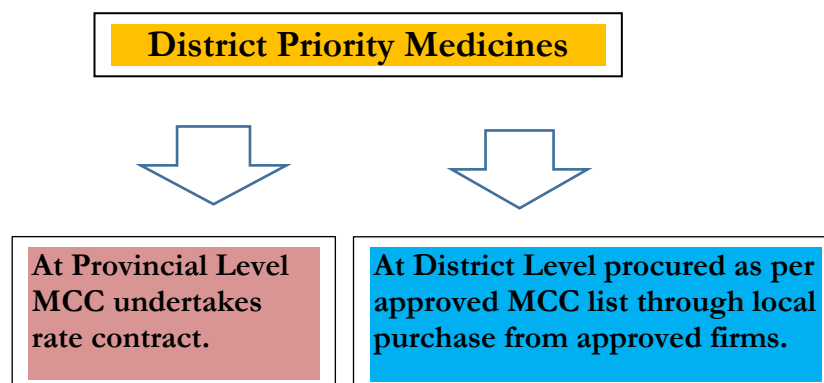 District Priority Medicines
At Provincial Level
MCC undertakes
rate contract.
At District Level procured as per
approved MCC list through local
purchase from approved firms.